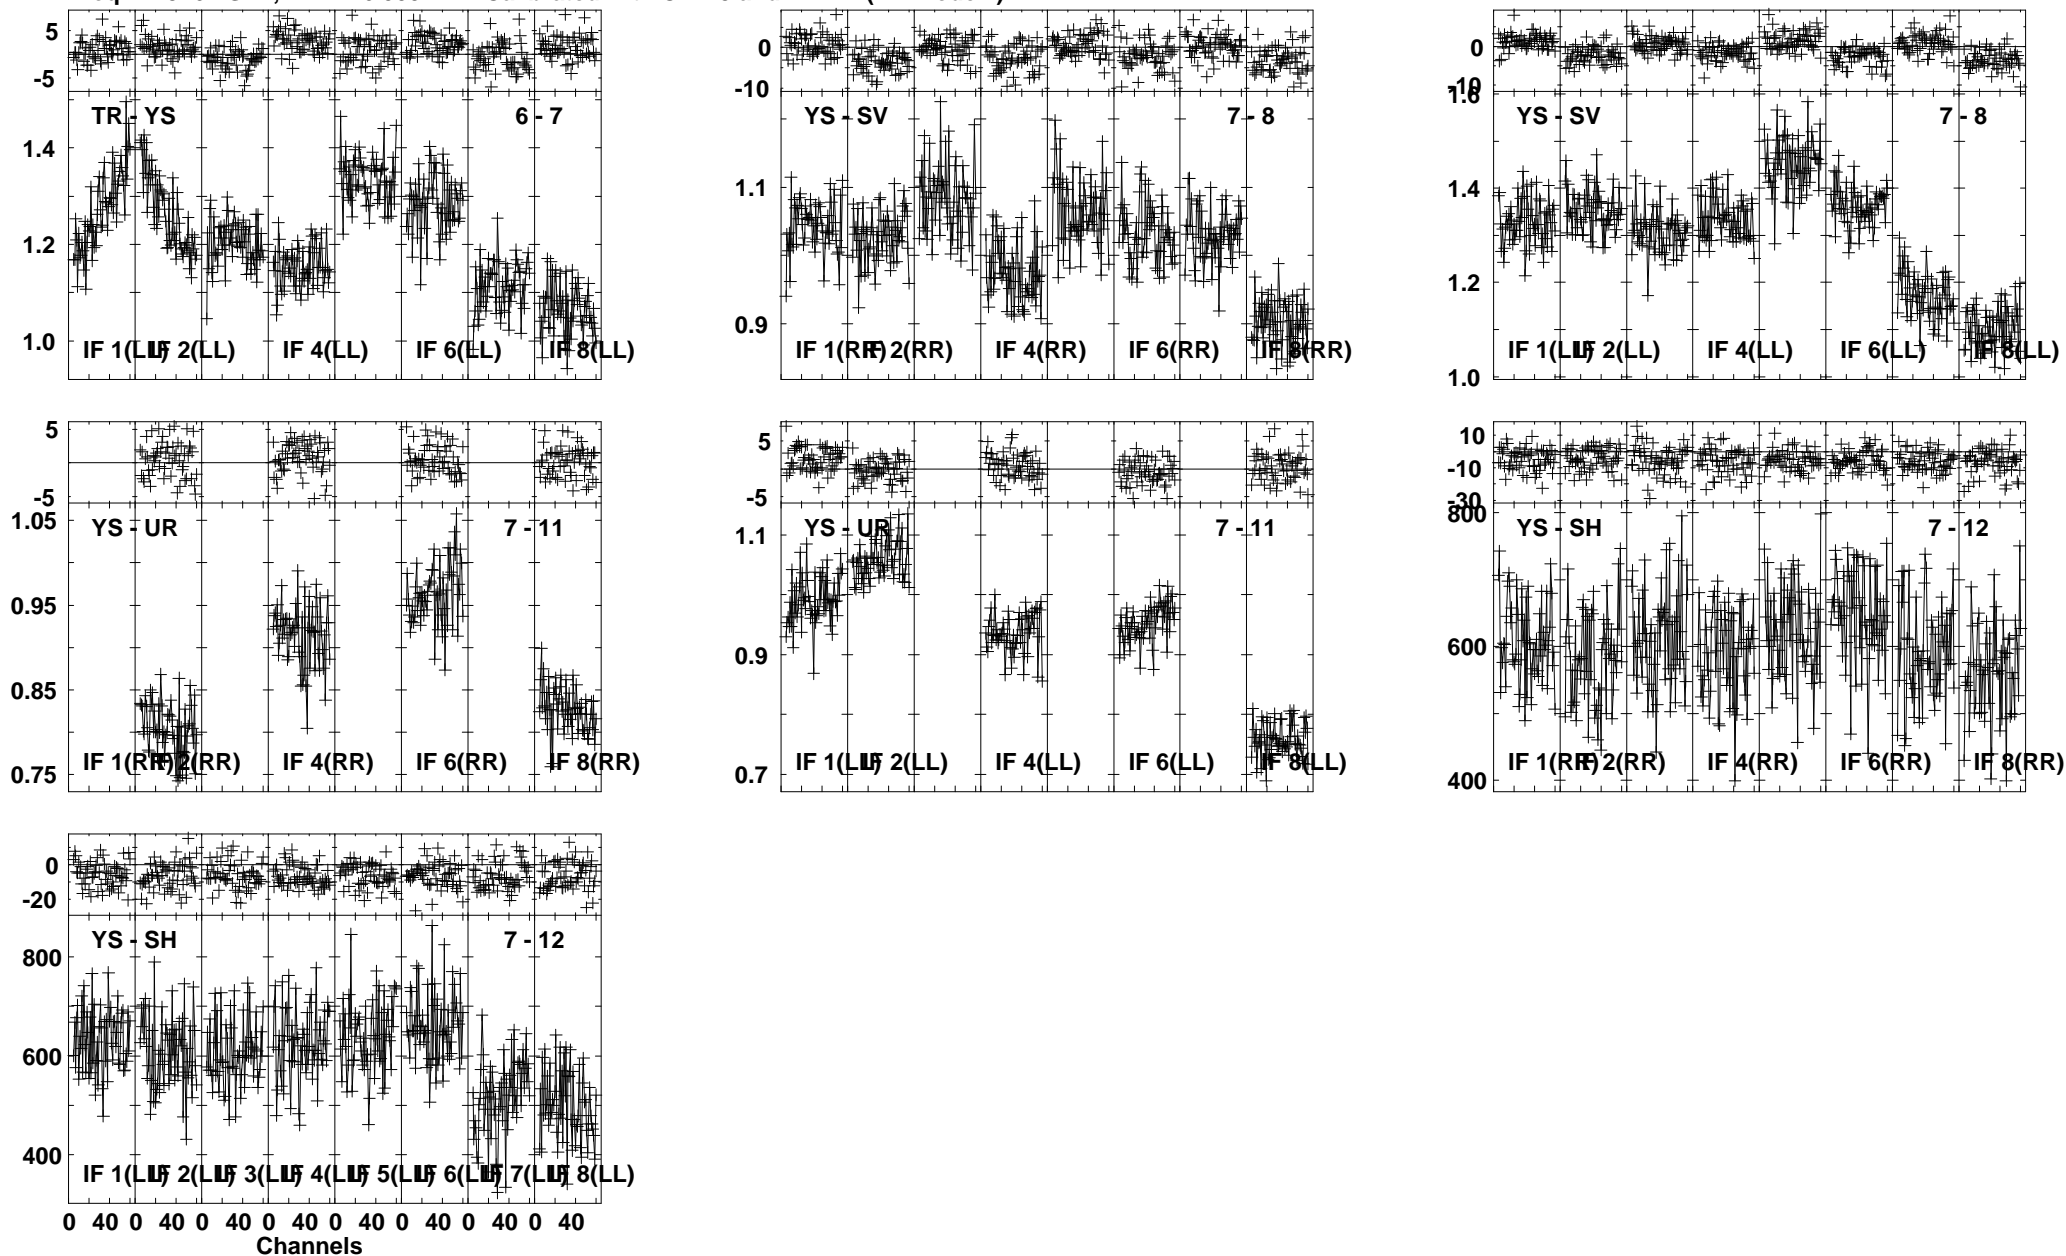 5
-5
TR - YS 6 - 7
1.4
1.2
1.0
IF 1(LL) IF 2(LL) IF 4(LL) IF 6(LL) IF 8(LL)
0
-10
YS - SV 7 - 8
1.1
0.9
IF 1(RR) IF 2(RR) IF 4(RR) IF 6(RR) IF 8(RR)
0
-10
1.6
YS - SV 7 - 8
1.4
1.2
1.0
IF 1(LL) IF 2(LL) IF 4(LL) IF 6(LL) IF 8(LL)
5
-5
1.05
YS - UR 7 - 11
0.95
0.85
0.75
IF 1(RR) IF 2(RR) IF 4(RR) IF 6(RR) IF 8(RR)
5
-5
YS - UR 7 - 11
1.1
0.9
0.7
IF 1(LL) IF 2(LL) IF 4(LL) IF 6(LL) IF 8(LL)
10
-10
-30
800
YS - SH 7 - 12
600
400
IF 1(RR) IF 2(RR) IF 4(RR) IF 6(RR) IF 8(RR)
0
-20
YS - SH 7 - 12
800
600
400
IF 1(LL) IF 2(LL) IF 3(LL) IF 4(LL) IF 5(LL) IF 6(LL) IF 7(LL) IF 8(LL)
0 40 0 40 0 40 0 40 0 40 0 40 0 40 0 40
Channels